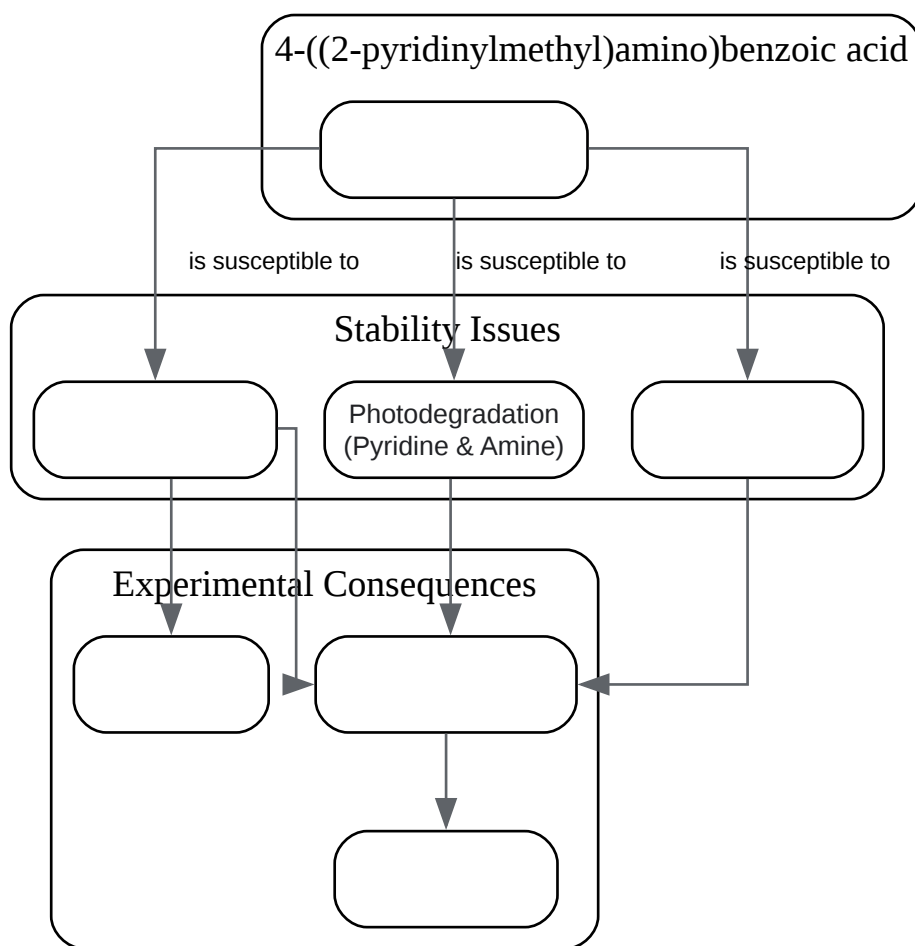 4-((2-pyridinylmethyl)amino)benzoic acid
is susceptible to
is susceptible to
is susceptible to
Stability Issues
Photodegradation
(Pyridine & Amine)
Experimental Consequences